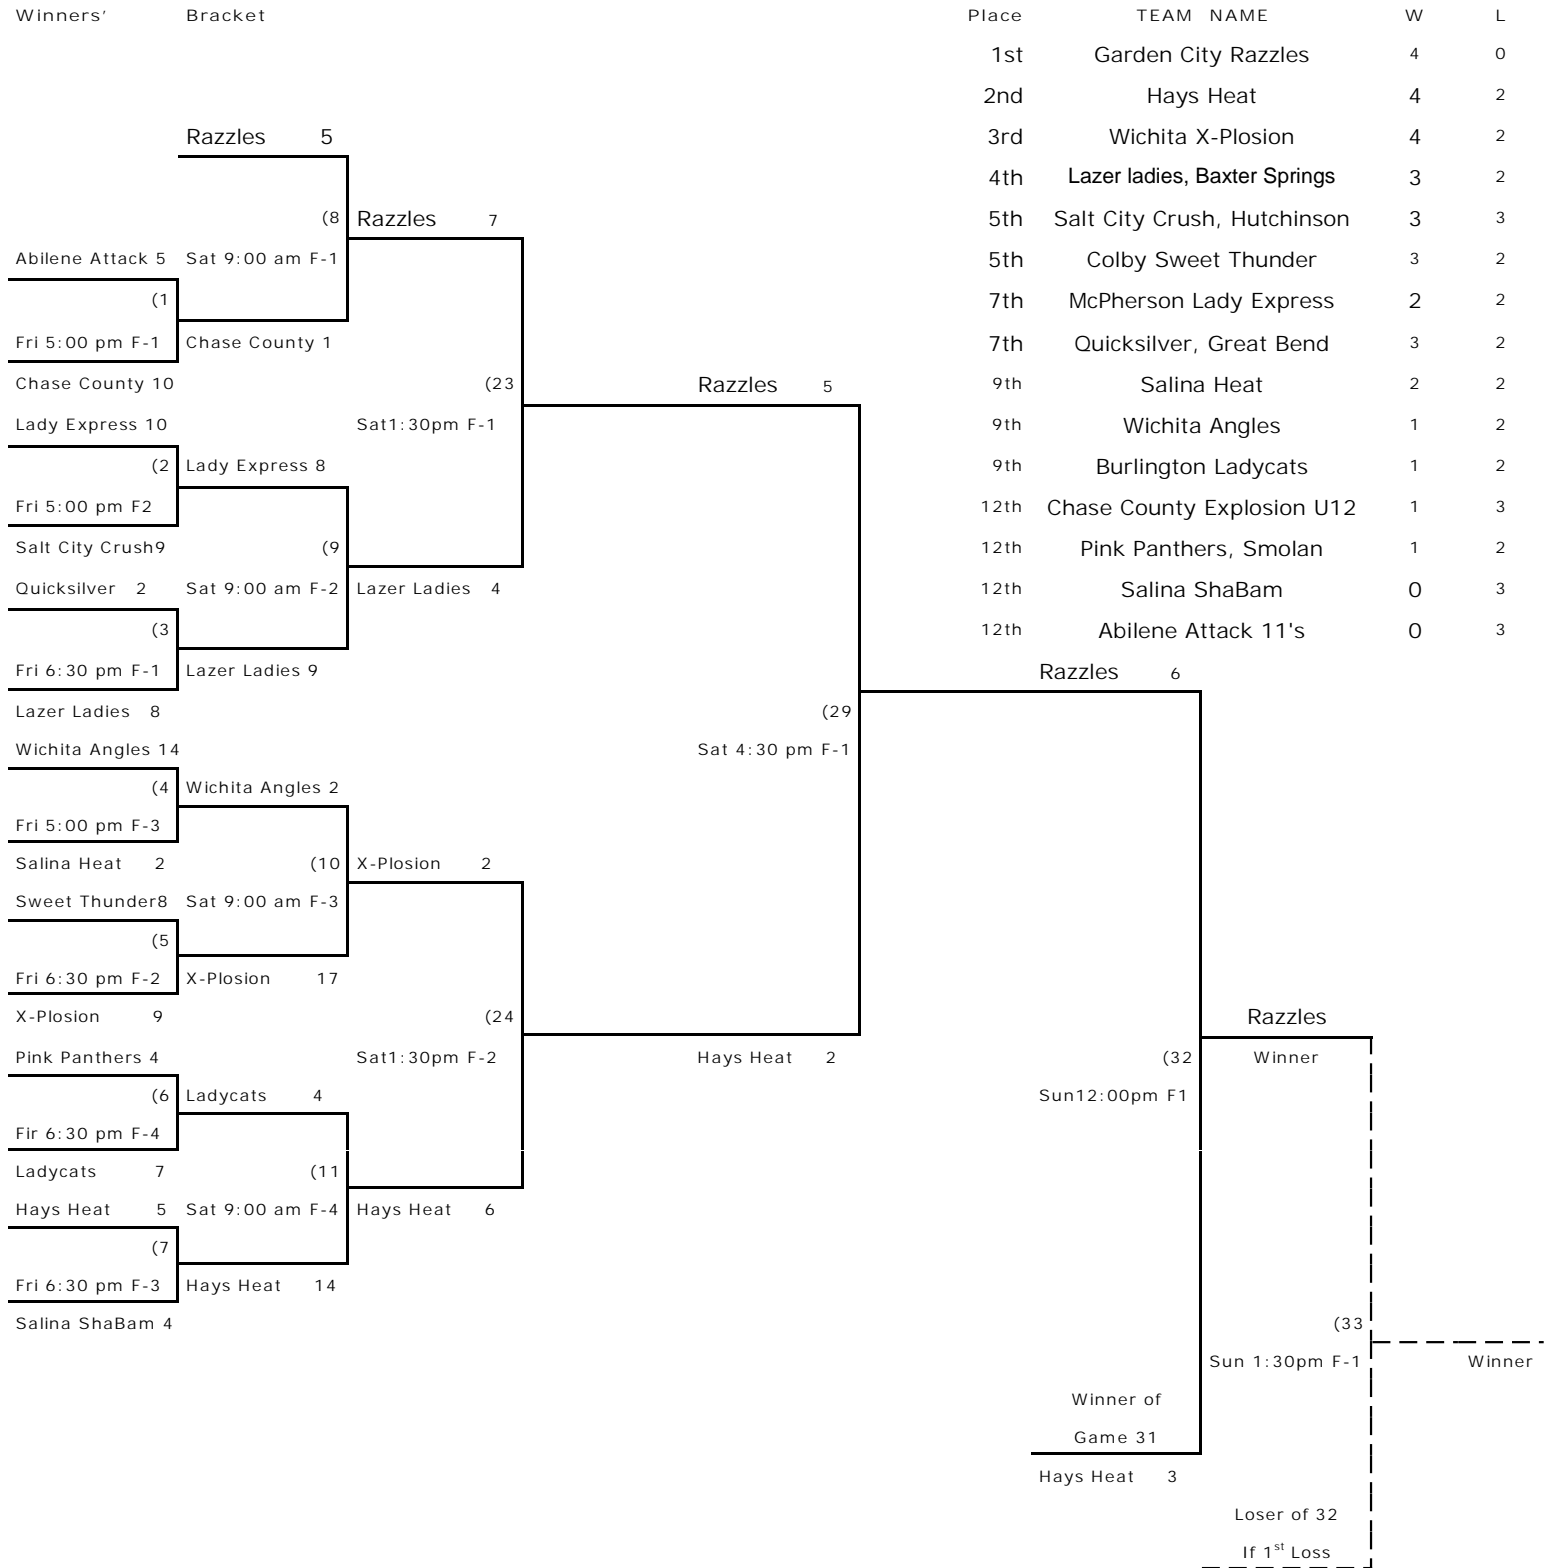 Winners’ Bracket Place TEAM NAME W L
1st Garden City Razzles 4 0
2nd Hays Heat 4 2
Razzles 5 3rd Wichita X-Plosion 4 2
4th Lazer ladies, Baxter Springs 3 2
(8 Razzles 7 5th Salt City Crush, Hutchinson 3 3
Abilene Attack 5 Sat 9:00 am F-1 5th Colby Sweet Thunder 3 2
(1 7th McPherson Lady Express 2 2
Fri 5:00 pm F-1 Chase County 1 7th Quicksilver, Great Bend 3 2
Chase County 10 (23 Razzles 5 9th Salina Heat 2 2
Lady Express 10 Sat1:30pm F-1 9th Wichita Angles 1 2
(2 Lady Express 8 9th Burlington Ladycats 1 2
Fri 5:00 pm F2 12th Chase County Explosion U12 1 3
Salt City Crush9 (9 12th Pink Panthers, Smolan 1 2
Quicksilver 2 Sat 9:00 am F-2 Lazer Ladies 4 12th Salina ShaBam 0 3
(3 12th Abilene Attack 11's 0 3
Fri 6:30 pm F-1 Lazer Ladies 9 Razzles 6
Lazer Ladies 8 (29
Wichita Angles 14 Sat 4:30 pm F-1
(4 Wichita Angles 2
Fri 5:00 pm F-3
Salina Heat 2 (10 X-Plosion 2
Sweet Thunder8 Sat 9:00 am F-3
(5
Fri 6:30 pm F-2 X-Plosion 17
X-Plosion 9 (24 Razzles
Pink Panthers 4 Sat1:30pm F-2 Hays Heat 2 (32 Winner
(6 Ladycats 4 Sun12:00pm F1
Fir 6:30 pm F-4
Ladycats 7 (11
Hays Heat 5 Sat 9:00 am F-4 Hays Heat 6
(7
Fri 6:30 pm F-3 Hays Heat 14
Salina ShaBam 4 (33
Sun 1:30pm F-1 Winner
Winner of
Game 31
Hays Heat 3
Loser of 32
If 1st Loss